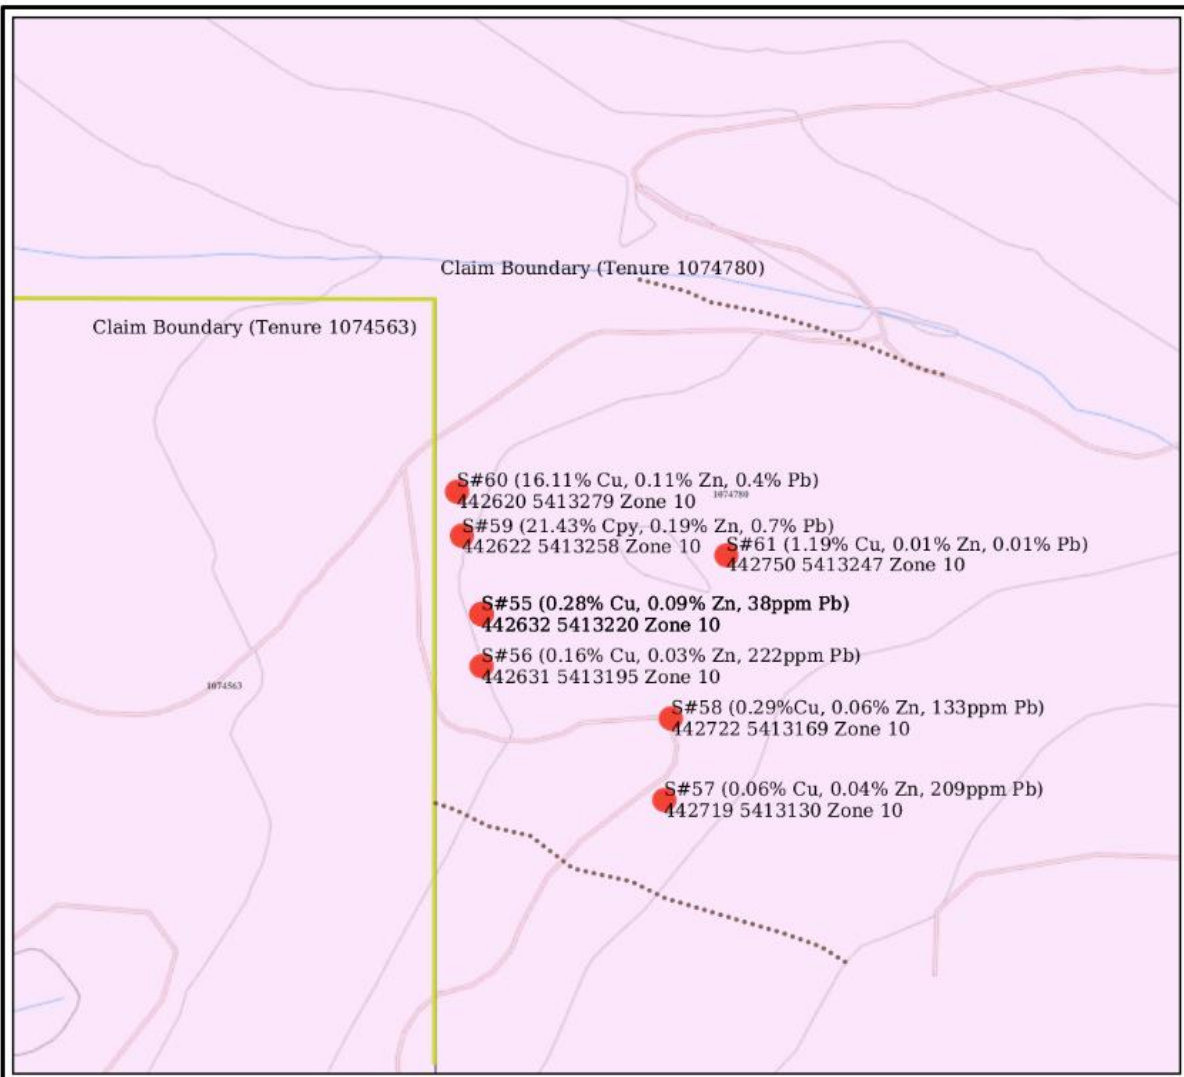 Claim Boundary (Tenure 1074780)
Claim Boundary (Tenure 1074563)
S#60 (16.11% Cu, 0.11% Zn, 0.4% Pb)
442620 5413279 Zone 10
1074780
S#59 (21.43% Cpy, 0.19% Zn, 0.7% Pb)
442622 5413258 Zone 10
S#61 (1.19% Cu, 0.01% Zn, 0.01% Pb)
442750 5413247 Zone 10
S#55 (0.28% Cu, 0.09% Zn, 38ppm Pb)
442632 5413220 Zone 10
S#56 (0.16% Cu, 0.03% Zn, 222ppm Pb)
442631 5413195 Zone 10
1074563
S#58 (0.29%Cu, 0.06% Zn, 133ppm Pb)
442722 5413169 Zone 10
S#57 (0.06% Cu, 0.04% Zn, 209ppm Pb)
442719 5413130 Zone 10